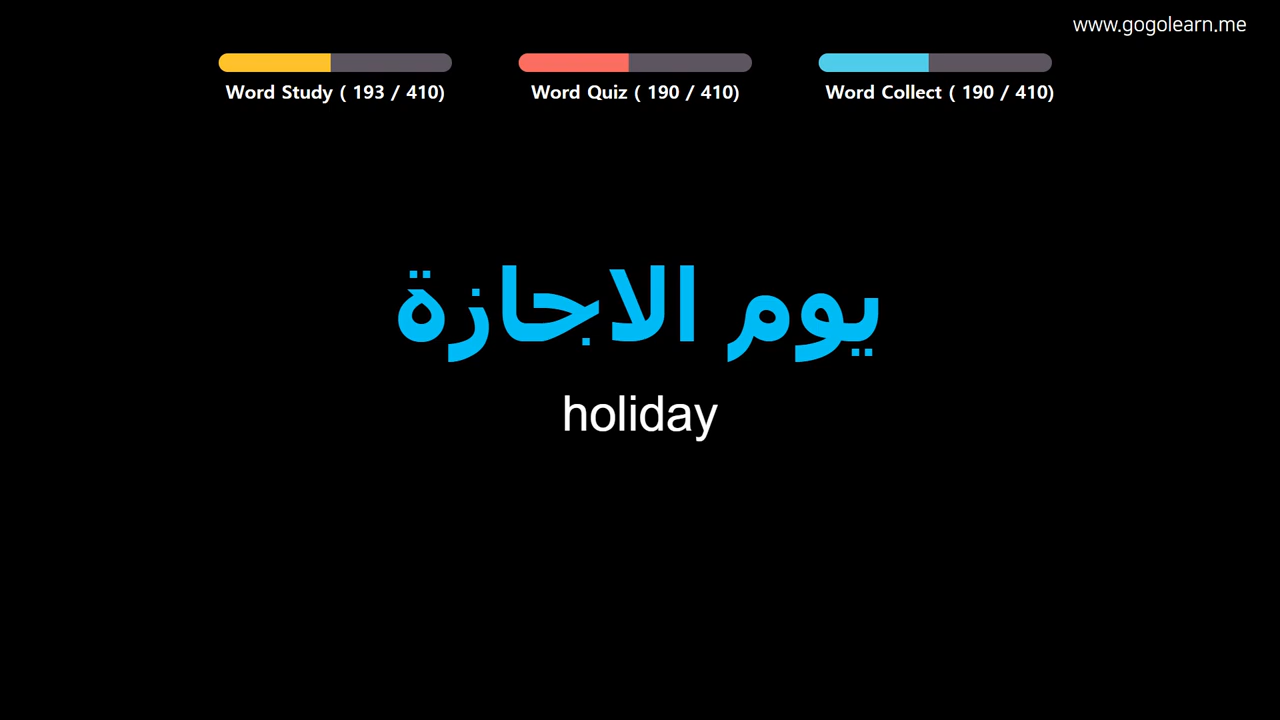 www.gogolearn.me
Word Study ( 193 / 410)
Word Quiz ( 190 / 410)
Word Collect ( 190 / 410)
يوم الاجازة
holiday